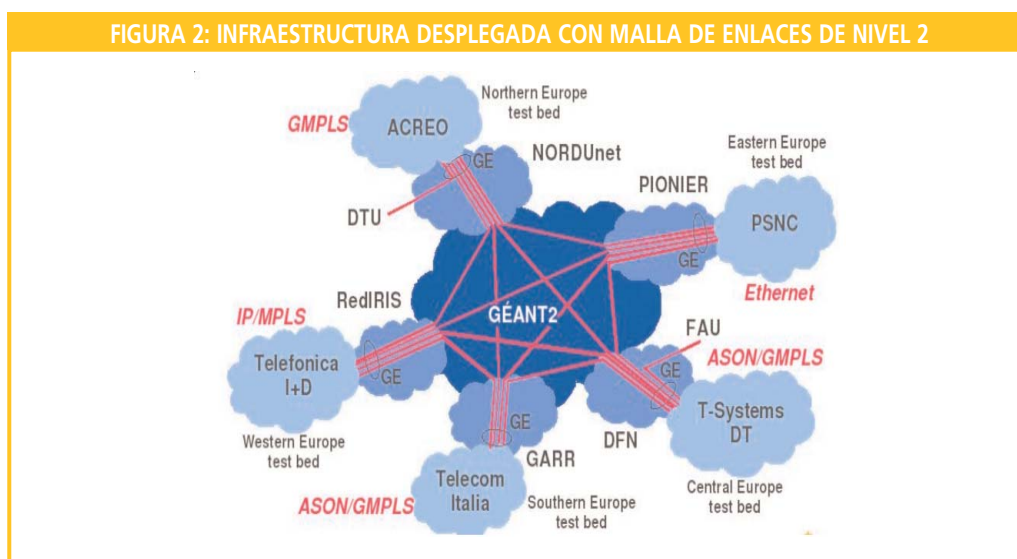 FIGURA 2: INFRAESTRUCTURA DESPLEGADA CON MALLA DE ENLACES DE NIVEL 2
Northern Europe
test bed
GMPLS
ACREO
GE
NORDUnet
DTU
Eastern Europe
test bed
PIONIER
PSNC
GE
Ethernet
RedIRIS
IP/MPLS
GÉANT2
Telefonica
I+D
GE
Western Europe
test bed
FAU
ASON/GMPLS
GE
T-Systems
DT
DFN
Central Europe
test bed
GE
GARR
Telecom
Italia
ASON/GMPLS
Southern Europe
test bed